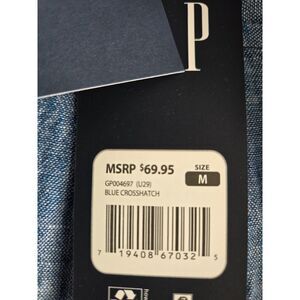 P
MSRP $69.95
SIZE
M
GP004697 (U29)
BLUE CROSSHATCH
7 19408 67032 5